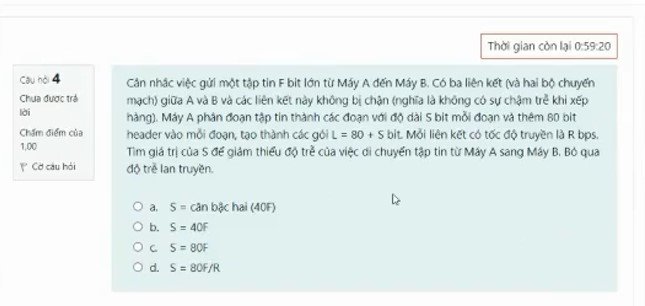 Thời gian còn lại 0:59:20
Câu hỏi 4
Chưa được trả
lời
Chấm điểm của
1,00
Cờ câu hỏi
Cân nhắc việc gửi một tập tin F bit lớn từ Máy A đến Máy B. Có ba liên kết (và hai bộ chuyển
mạch) giữa A và B và các liên kết này không bị chặn (nghĩa là không có sự chậm trễ khi xếp
hàng). Máy A phân đoạn tập tin thành các đoạn với độ dài S bit mỗi đoạn và thêm 80 bit
header vào mỗi đoạn, tạo thành các gói L = 80 + S bit. Mỗi liên kết có tốc độ truyền là R bps.
Tìm giá trị của S để giảm thiểu độ trễ của việc di chuyển tập tin từ Máy A sang Máy B. Bỏ qua
độ trễ lan truyền.
a. S = căn bậc hai (40F)
b. S = 40F
c. S = 80F
d. S = 80F/R